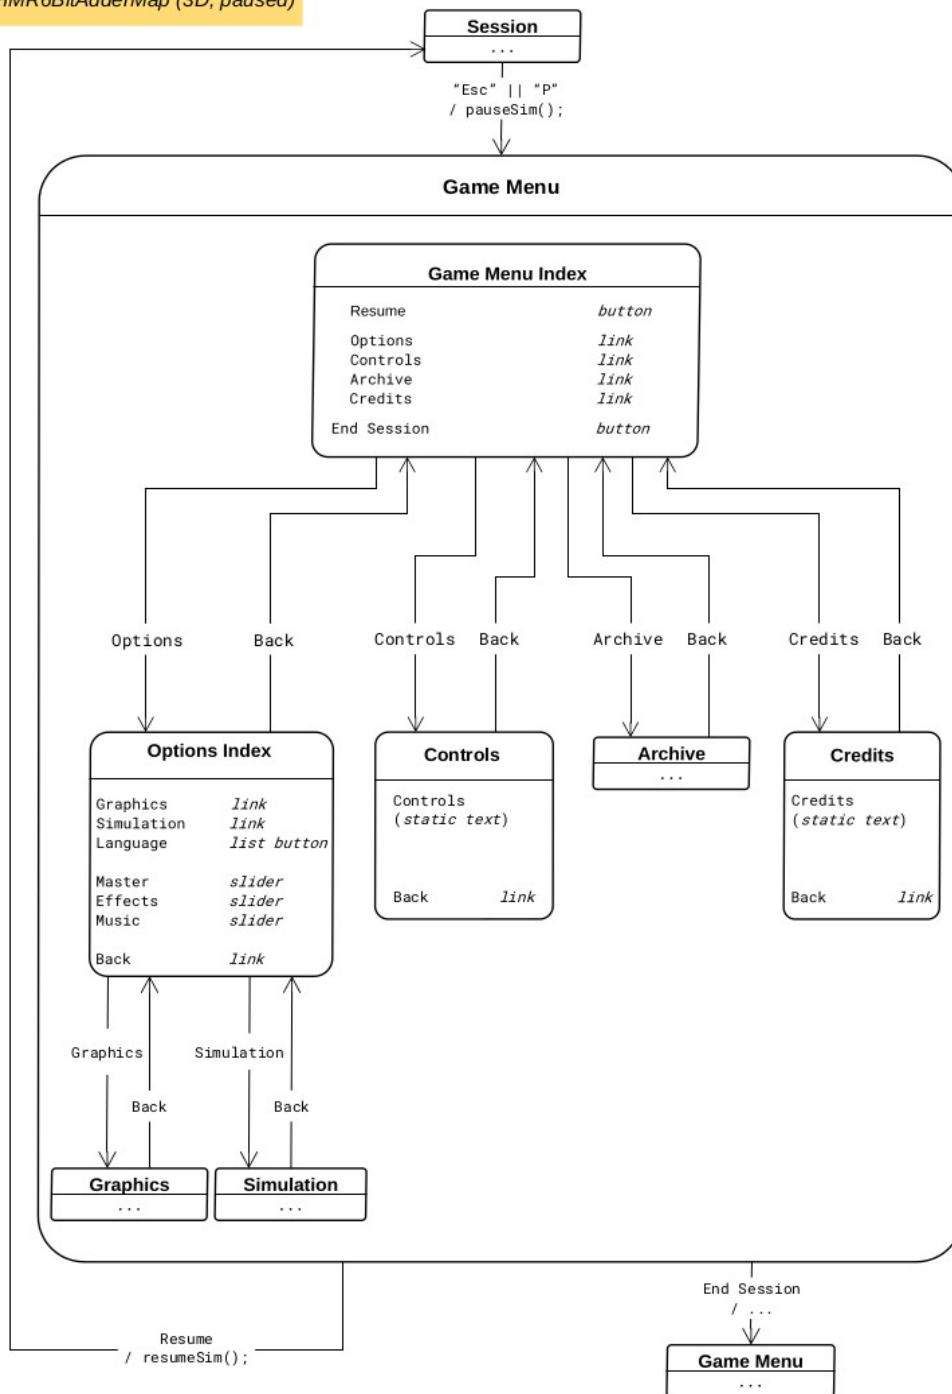 HMR6BitAdderMap (3D, paused)
Session
...
"Esc" || "P"
/ pauseSim();
Game Menu
Game Menu Index
Resume button
Options link
Controls link
Archive link
Credits link
End Session button
Options Back Controls Back Archive Back Credits Back
Options Index
Graphics link
Simulation link
Language list button
Master slider
Effects slider
Music slider
Back link
Controls
Controls
(static text)
Back link
Archive
...
Credits
Credits
(static text)
Back link
Graphics
Back
Simulation
Back
Graphics
...
Simulation
...
Resume
/ resumeSim();
End Session
/ ...
Game Menu
...